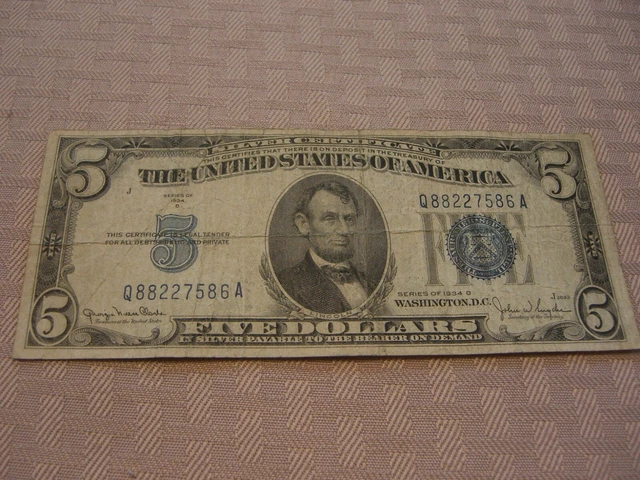 SILVER CERTIFICATE
THIS CERTIFIES THAT THERE IS ON DEPOSIT IN THE TREASURY OF
THE UNITED STATES OF AMERICA
5
5
J
SERIES OF
1934
Q88227586A
5
THIS CERTIFICATE IS LEGAL TENDER
FOR ALL DEBTS PUBLIC AND PRIVATE
FIVE
Q88227586A
SERIES OF 1934
WASHINGTON, D.C.
J
5
5
LINCOLN
FIVE DOLLARS
IN SILVER PAYABLE TO THE BEARER ON DEMAND